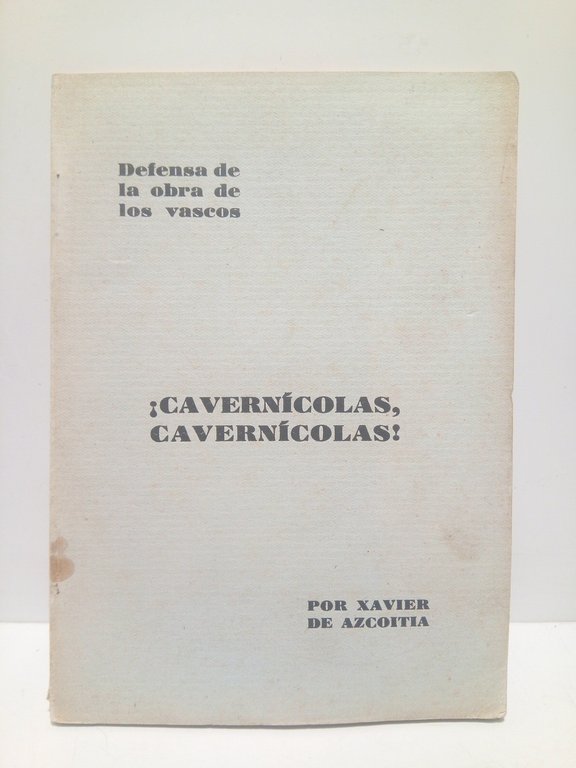 Defensa de
la obra de
los vascos
¡CAVERNÍCOLAS,
CAVERNÍCOLAS!
POR XAVIER
DE AZCOITIA